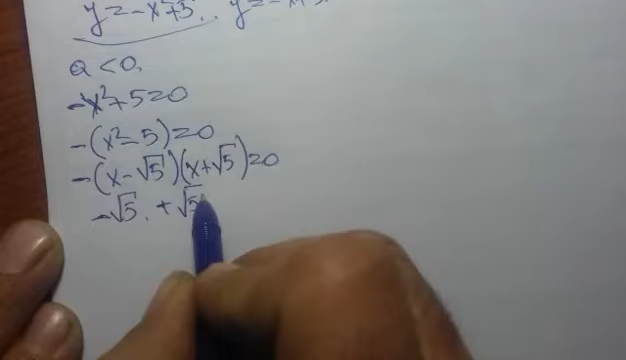 y=-x²+5. y=-x
a<0.
-x²+5=0
-(x²-5)=0
-(x-√5)(x+√5)=0
-√5. +√5